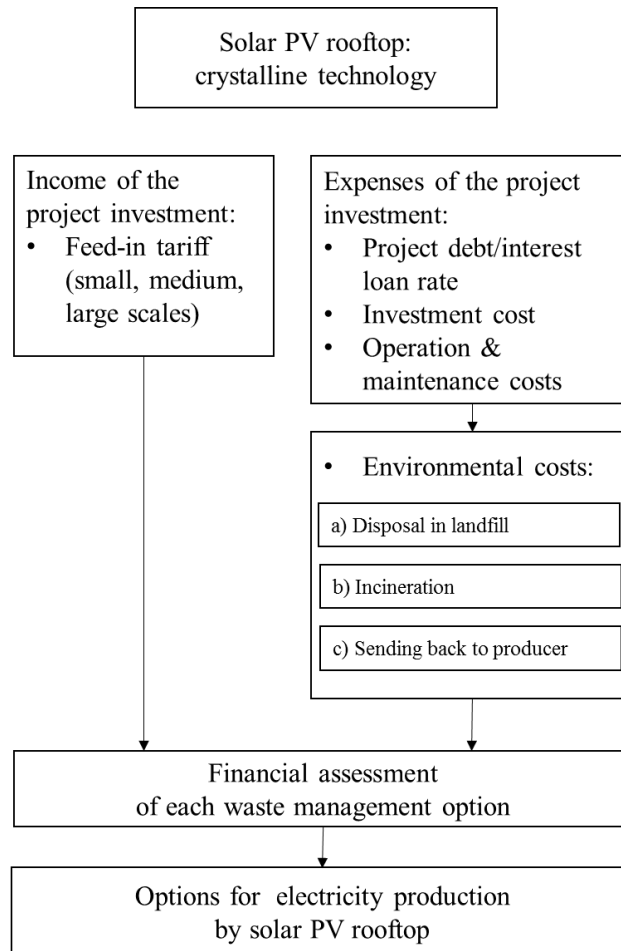 Solar PV rooftop:
crystalline technology
Income of the
project investment:
• Feed-in tariff
(small, medium,
large scales)
Expenses of the project
investment:
• Project debt/interest
loan rate
• Investment cost
• Operation &
maintenance costs
• Environmental costs:
a) Disposal in landfill
b) Incineration
c) Sending back to producer
Financial assessment
of each waste management option
Options for electricity production
by solar PV rooftop